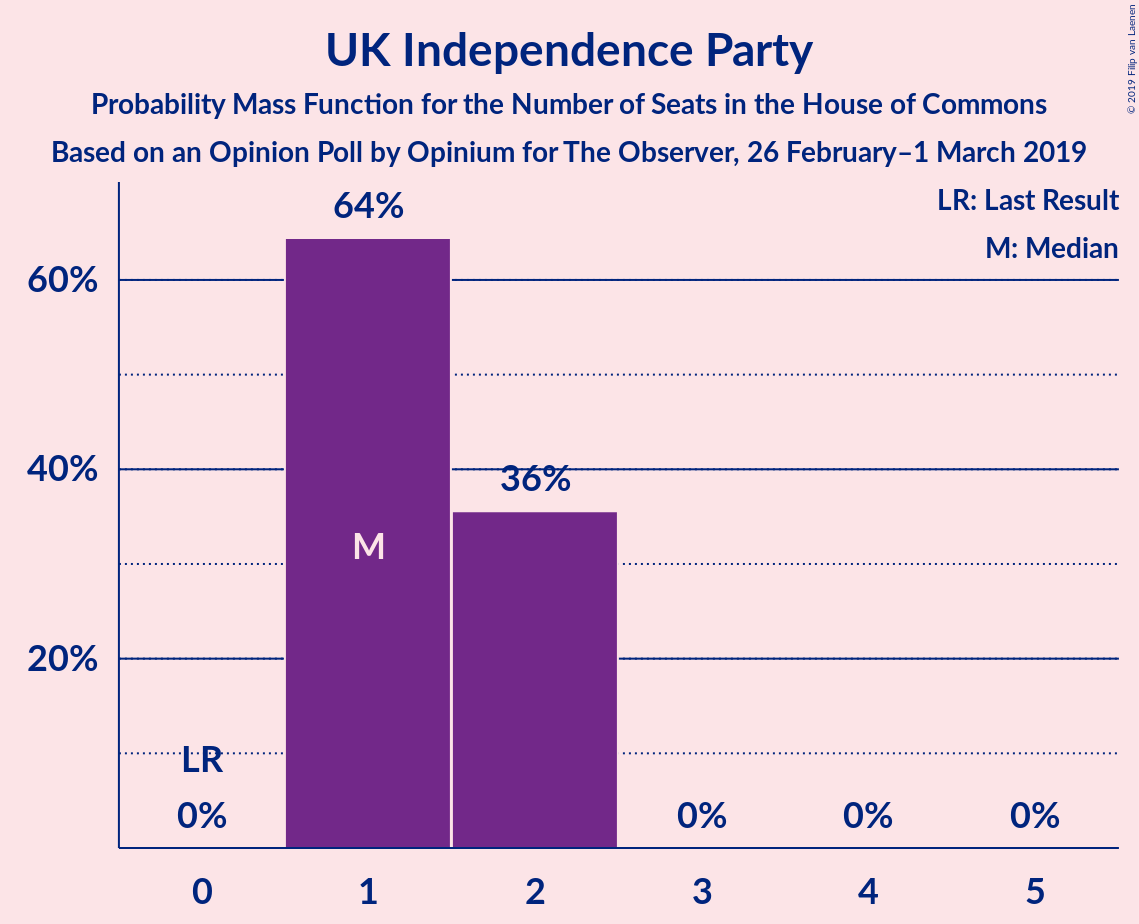 UK Independence Party
Probability Mass Function for the Number of Seats in the House of Commons
Based on an Opinion Poll by Opinium for The Observer, 26 February–1 March 2019
© 2019 Filip van Laenen
LR: Last Result
M: Median
64%
60%
40%
36%
M
20%
LR
0%
0%
0%
0%
0
1
2
3
4
5